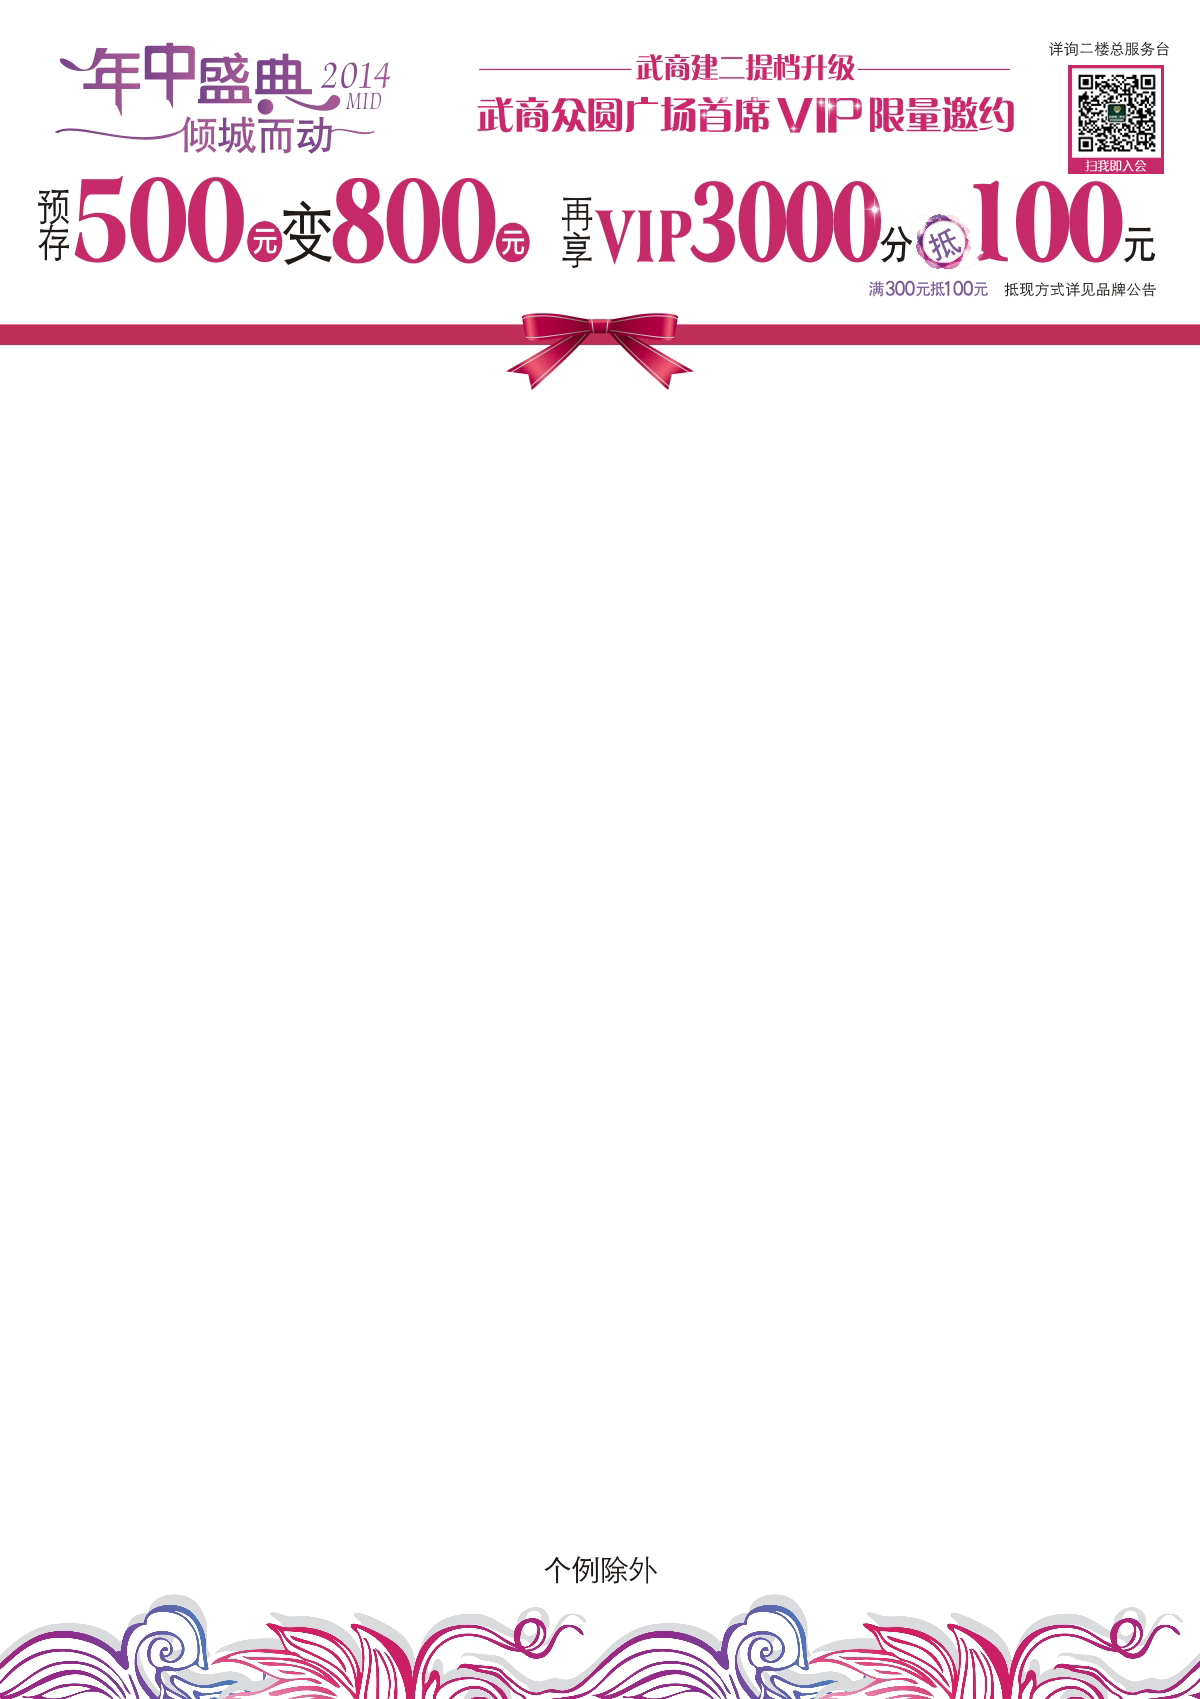 年中盛典 2014 MID
倾城而动
武商建二提档升级
武商众圆广场首席VIP限量邀约
详询二楼总服务台
扫我即入会
预存500元变800元
再享VIP3000分抵100元
满300元抵100元 抵现方式详见品牌公告
个例除外